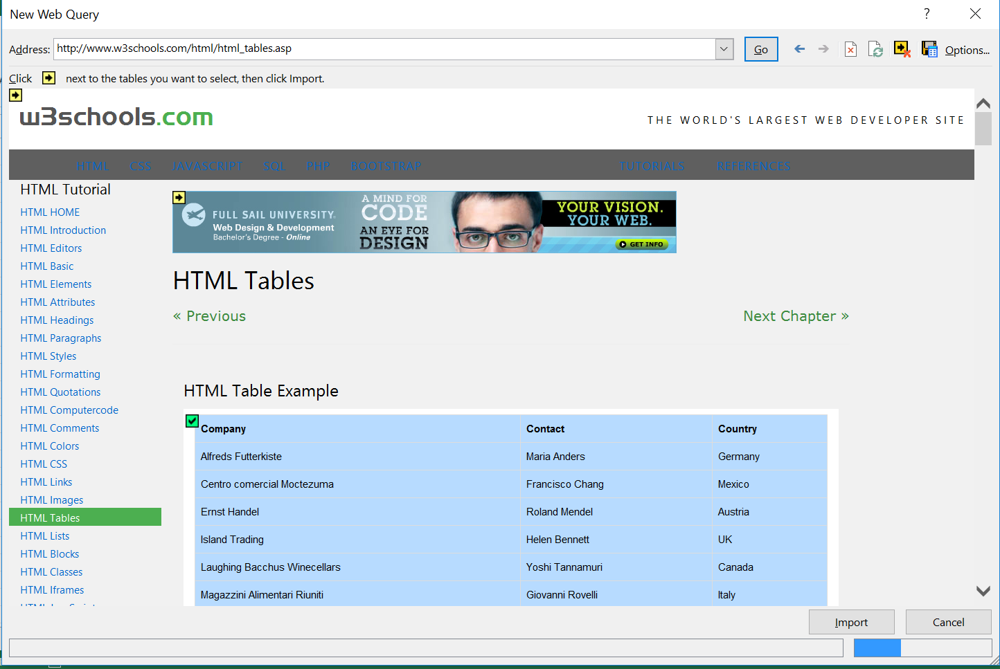 New Web Query
?
Address: http://www.w3schools.com/html/html_tables.asp Go Options...
Click next to the tables you want to select, then click Import.
w3schools.com
THE WORLD'S LARGEST WEB DEVELOPER SITE
HTML CSS JAVASCRIPT SQL PHP BOOTSTRAP TUTORIALS REFERENCES
HTML Tutorial
HTML HOME
HTML Introduction
HTML Editors
HTML Basic
HTML Elements
HTML Attributes
HTML Headings
HTML Paragraphs
HTML Styles
HTML Formatting
HTML Quotations
HTML Computercode
HTML Comments
HTML Colors
HTML CSS
HTML Links
HTML Images
HTML Tables
HTML Lists
HTML Blocks
HTML Classes
HTML Iframes
FULL SAIL UNIVERSITY.
Web Design & Development
Bachelor's Degree - Online
A MIND FOR
CODE
AN EYE FOR
DESIGN
YOUR VISION.
YOUR WEB.
GET INFO
HTML Tables
« Previous
Next Chapter »
HTML Table Example
Company Contact Country
Alfreds Futterkiste Maria Anders Germany
Centro comercial Moctezuma Francisco Chang Mexico
Ernst Handel Roland Mendel Austria
Island Trading Helen Bennett UK
Laughing Bacchus Winecellars Yoshi Tannamuri Canada
Magazzini Alimentari Riuniti Giovanni Rovelli Italy
Import Cancel